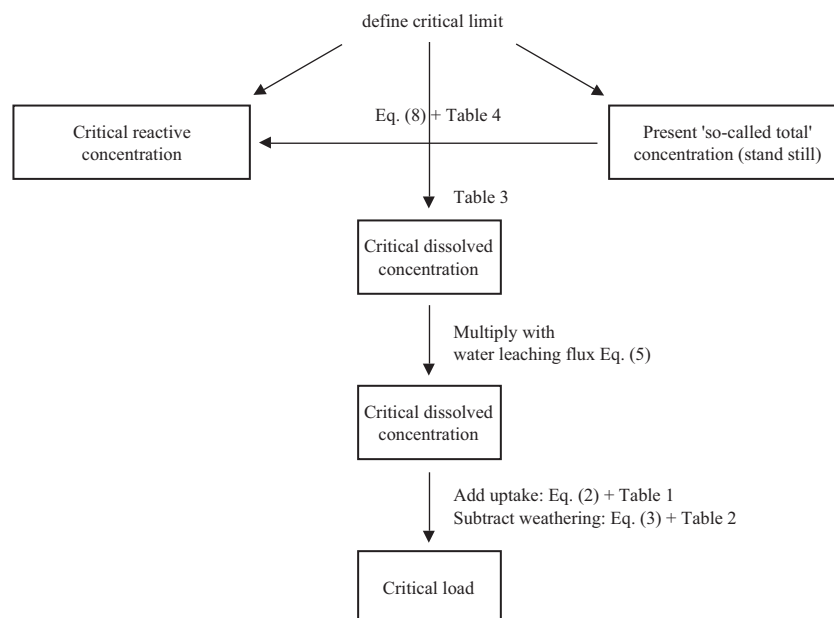 define critical limit
Eq. (8) + Table 4
Critical reactive
concentration
Present 'so-called total'
concentration (stand still)
Table 3
Critical dissolved
concentration
Multiply with
water leaching flux Eq. (5)
Critical dissolved
concentration
Add uptake: Eq. (2) + Table 1
Subtract weathering: Eq. (3) + Table 2
Critical load